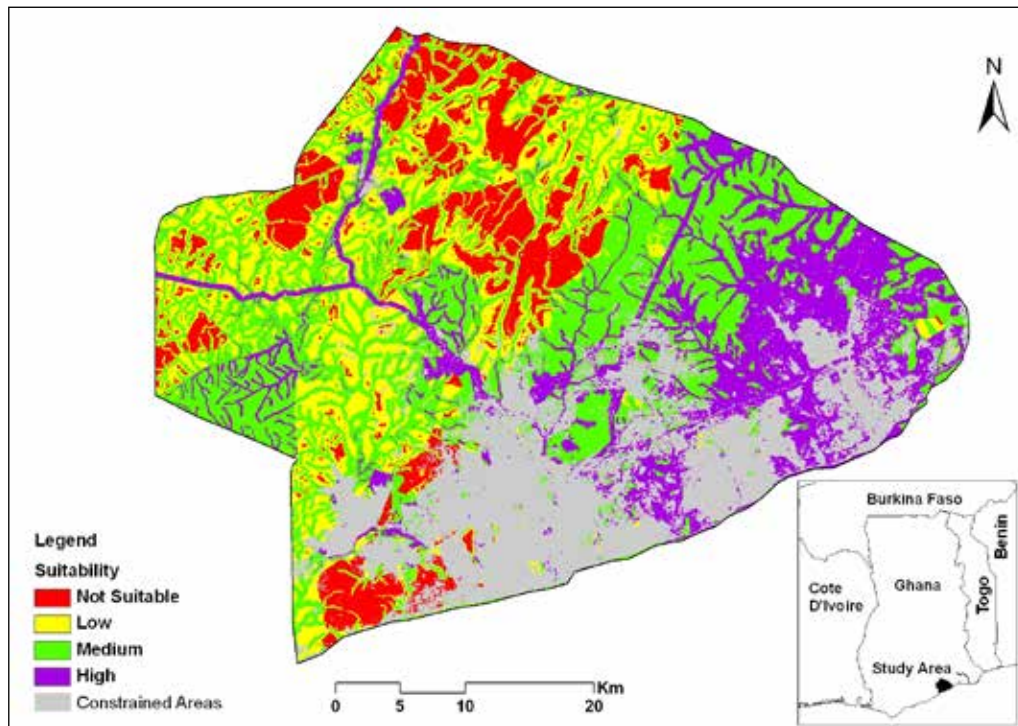 N
Legend
Suitability
Not Suitable
Low
Medium
High
Constrained Areas
Km
0 5 10 20
Burkina Faso
Benin
Cote
D'Ivoire
Ghana
Togo
Study Area